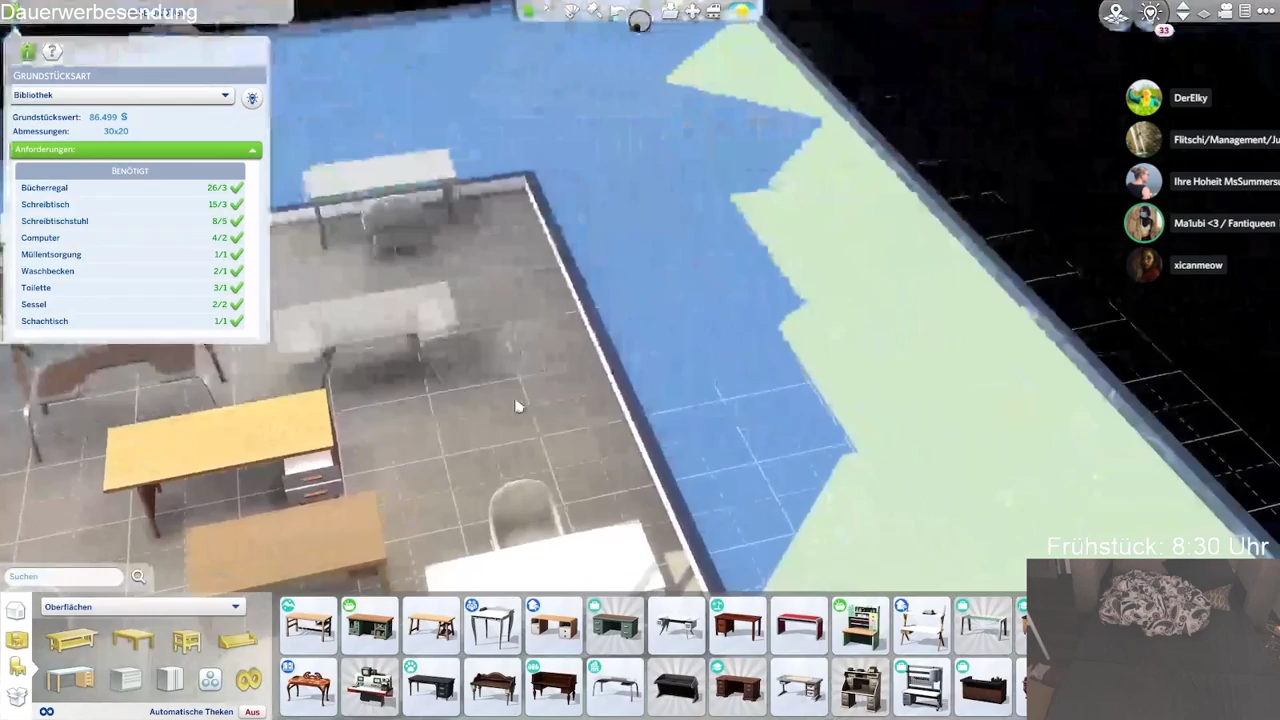 Dauerwerbesendung
GRUNDSTÜCKSART
Bibliothek
Grundstückswert: 86.499 §
Abmessungen: 30x20
Anforderungen:
BENÖTIGT
Bücherregal 26/3
Schreibtisch 15/3
Schreibtischstuhl 8/5
Computer 4/2
Müllentsorgung 1/1
Waschbecken 2/1
Toilette 3/1
Sessel 2/2
Schachtisch 1/1
33
DerElky
Flitschi/Management/Ju
Ihre Hoheit MsSummers
Ma1ubi <3 / Fantiqueen
xicanmeow
Frühstück: 8:30 Uhr
Suchen
Oberflächen
Automatische Theken Aus